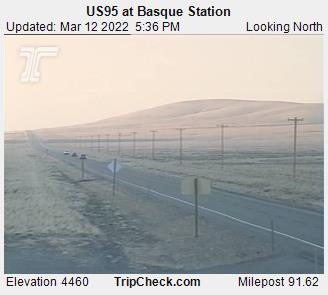 US95 at Basque Station
Updated: Mar 12 2022 5:36 PM Looking North
Elevation 4460 TripCheck.com Milepost 91.62